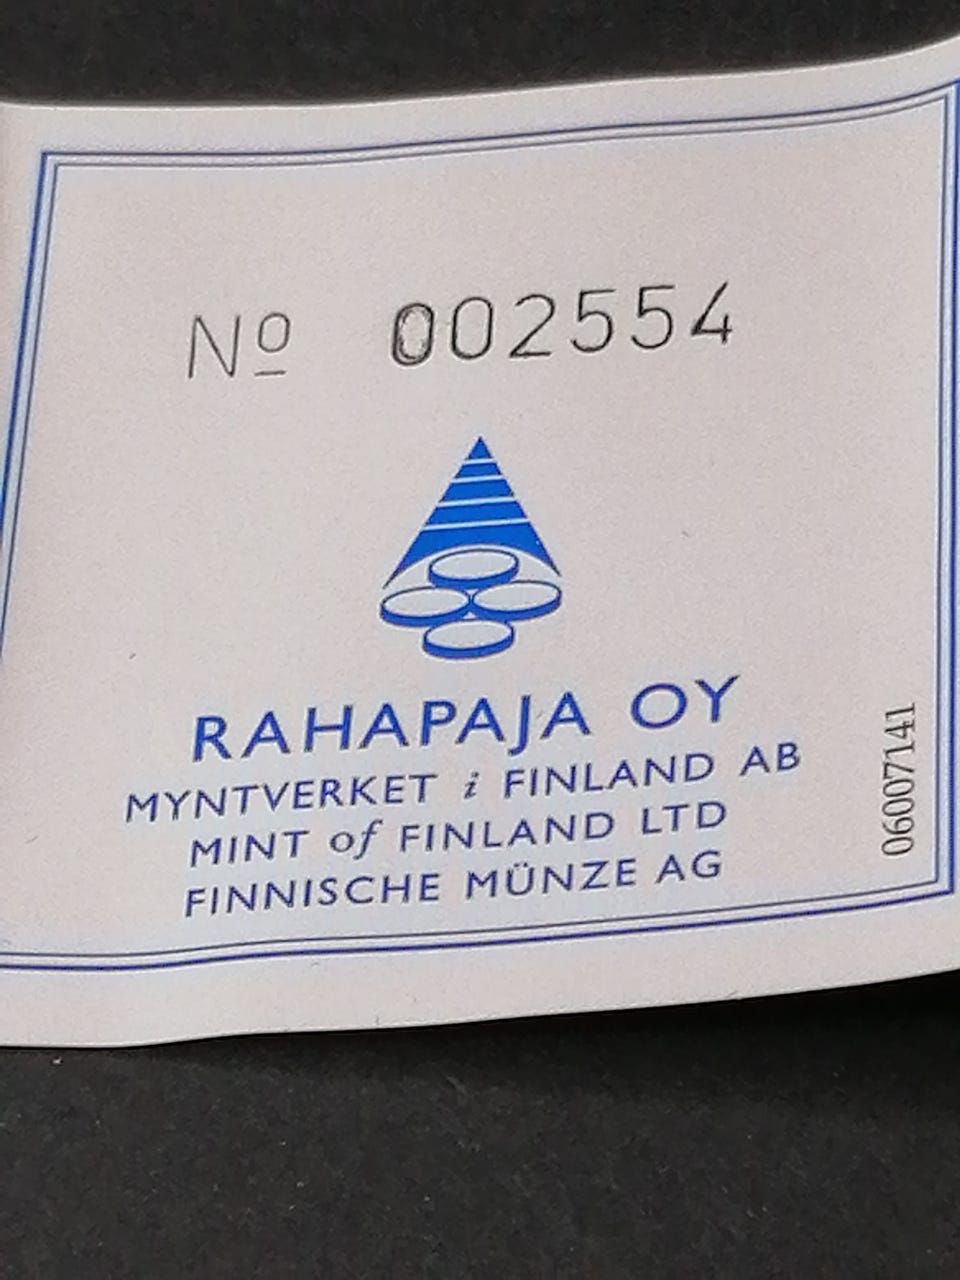 Nº 002554
RAHAPAJA OY
MYNTVERKET i FINLAND AB
MINT of FINLAND LTD
FINNISCHE MÜNZE AG
06007141